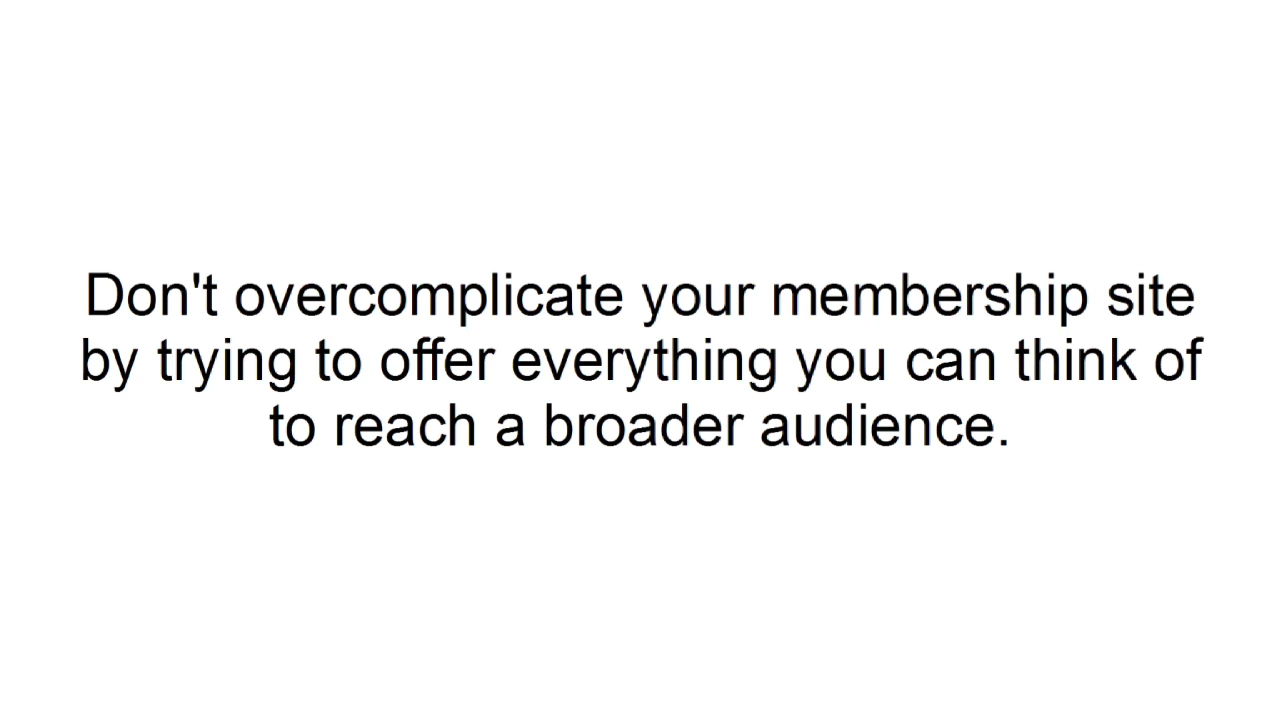 Don't overcomplicate your membership site
by trying to offer everything you can think of
to reach a broader audience.